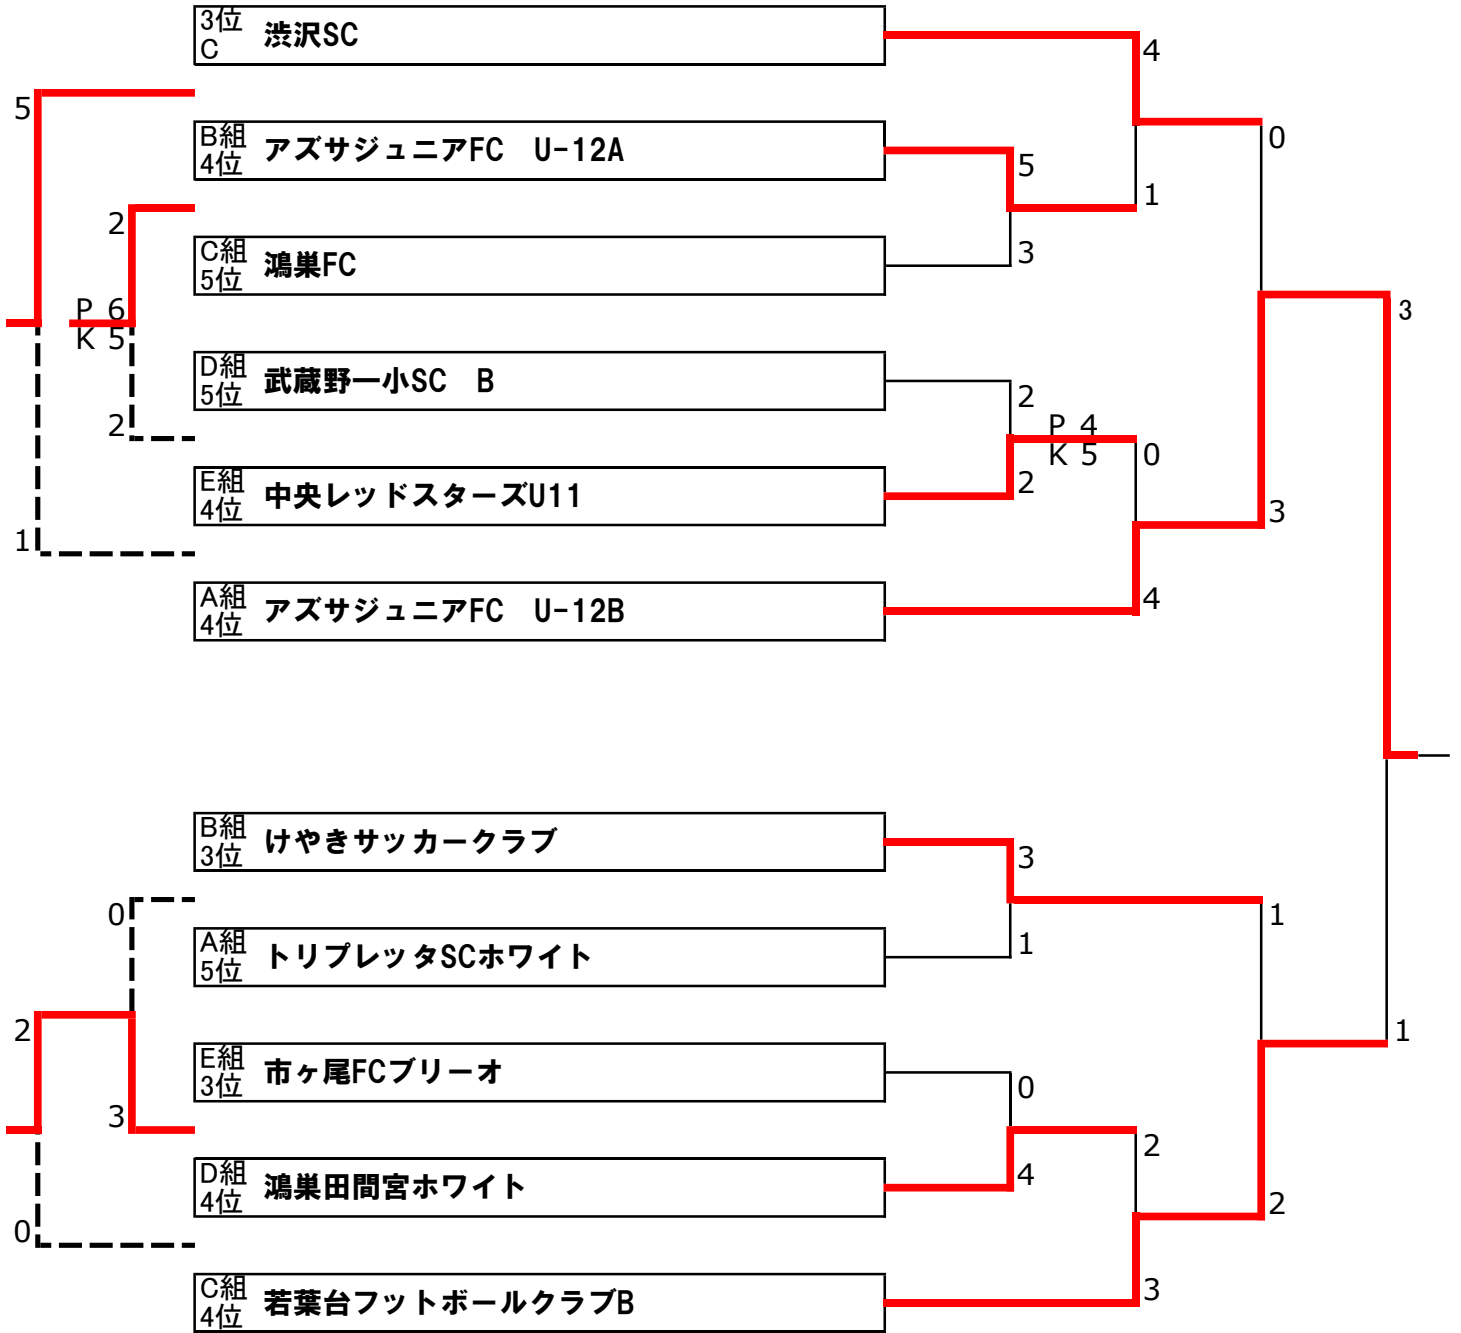 3位
C
渋沢SC
4
5
0
B組
4位
アズサジュニアFC　U-12A
5
1
2
C組
5位
鴻巣FC
3
P 6
K 5
3
D組
5位
武蔵野一小SC　B
2
2
P 4
K 5
0
E組
4位
中央レッドスターズU11
2
3
1
A組
4位
アズサジュニアFC　U-12B
4
B組
3位
けやきサッカークラブ
3
0
1
A組
5位
トリプレッタSCホワイト
1
2
1
E組
3位
市ヶ尾FCブリーオ
0
3
2
D組
4位
鴻巣田間宮ホワイト
4
2
0
C組
4位
若葉台フットボールクラブB
3